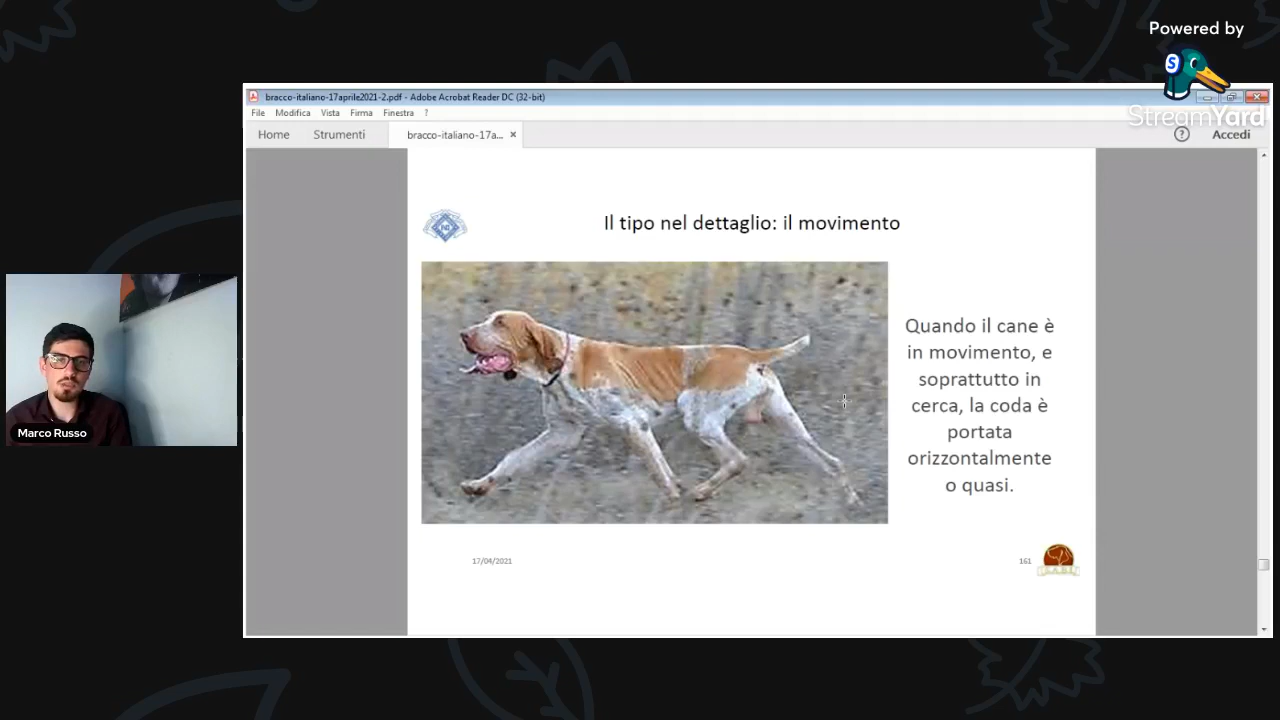 Powered by
StreamYard
bracco-italiano-17aprile2021-2.pdf - Adobe Acrobat Reader DC (32-bit)
File Modifica Vista Firma Finestra ?
Home Strumenti bracco-italiano-17a... ×
? Accedi
Il tipo nel dettaglio: il movimento
Quando il cane è
in movimento, e
soprattutto in
cerca, la coda è
portata
orizzontalmente
o quasi.
Marco Russo
17/04/2021
161